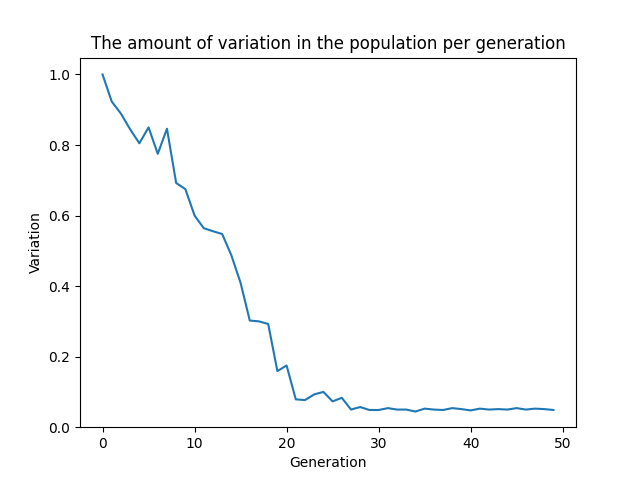 The amount of variation in the population per generation
1.0
0.8
0.6
0.4
0.2
0.0
Variation
0 10 20 30 40 50
Generation